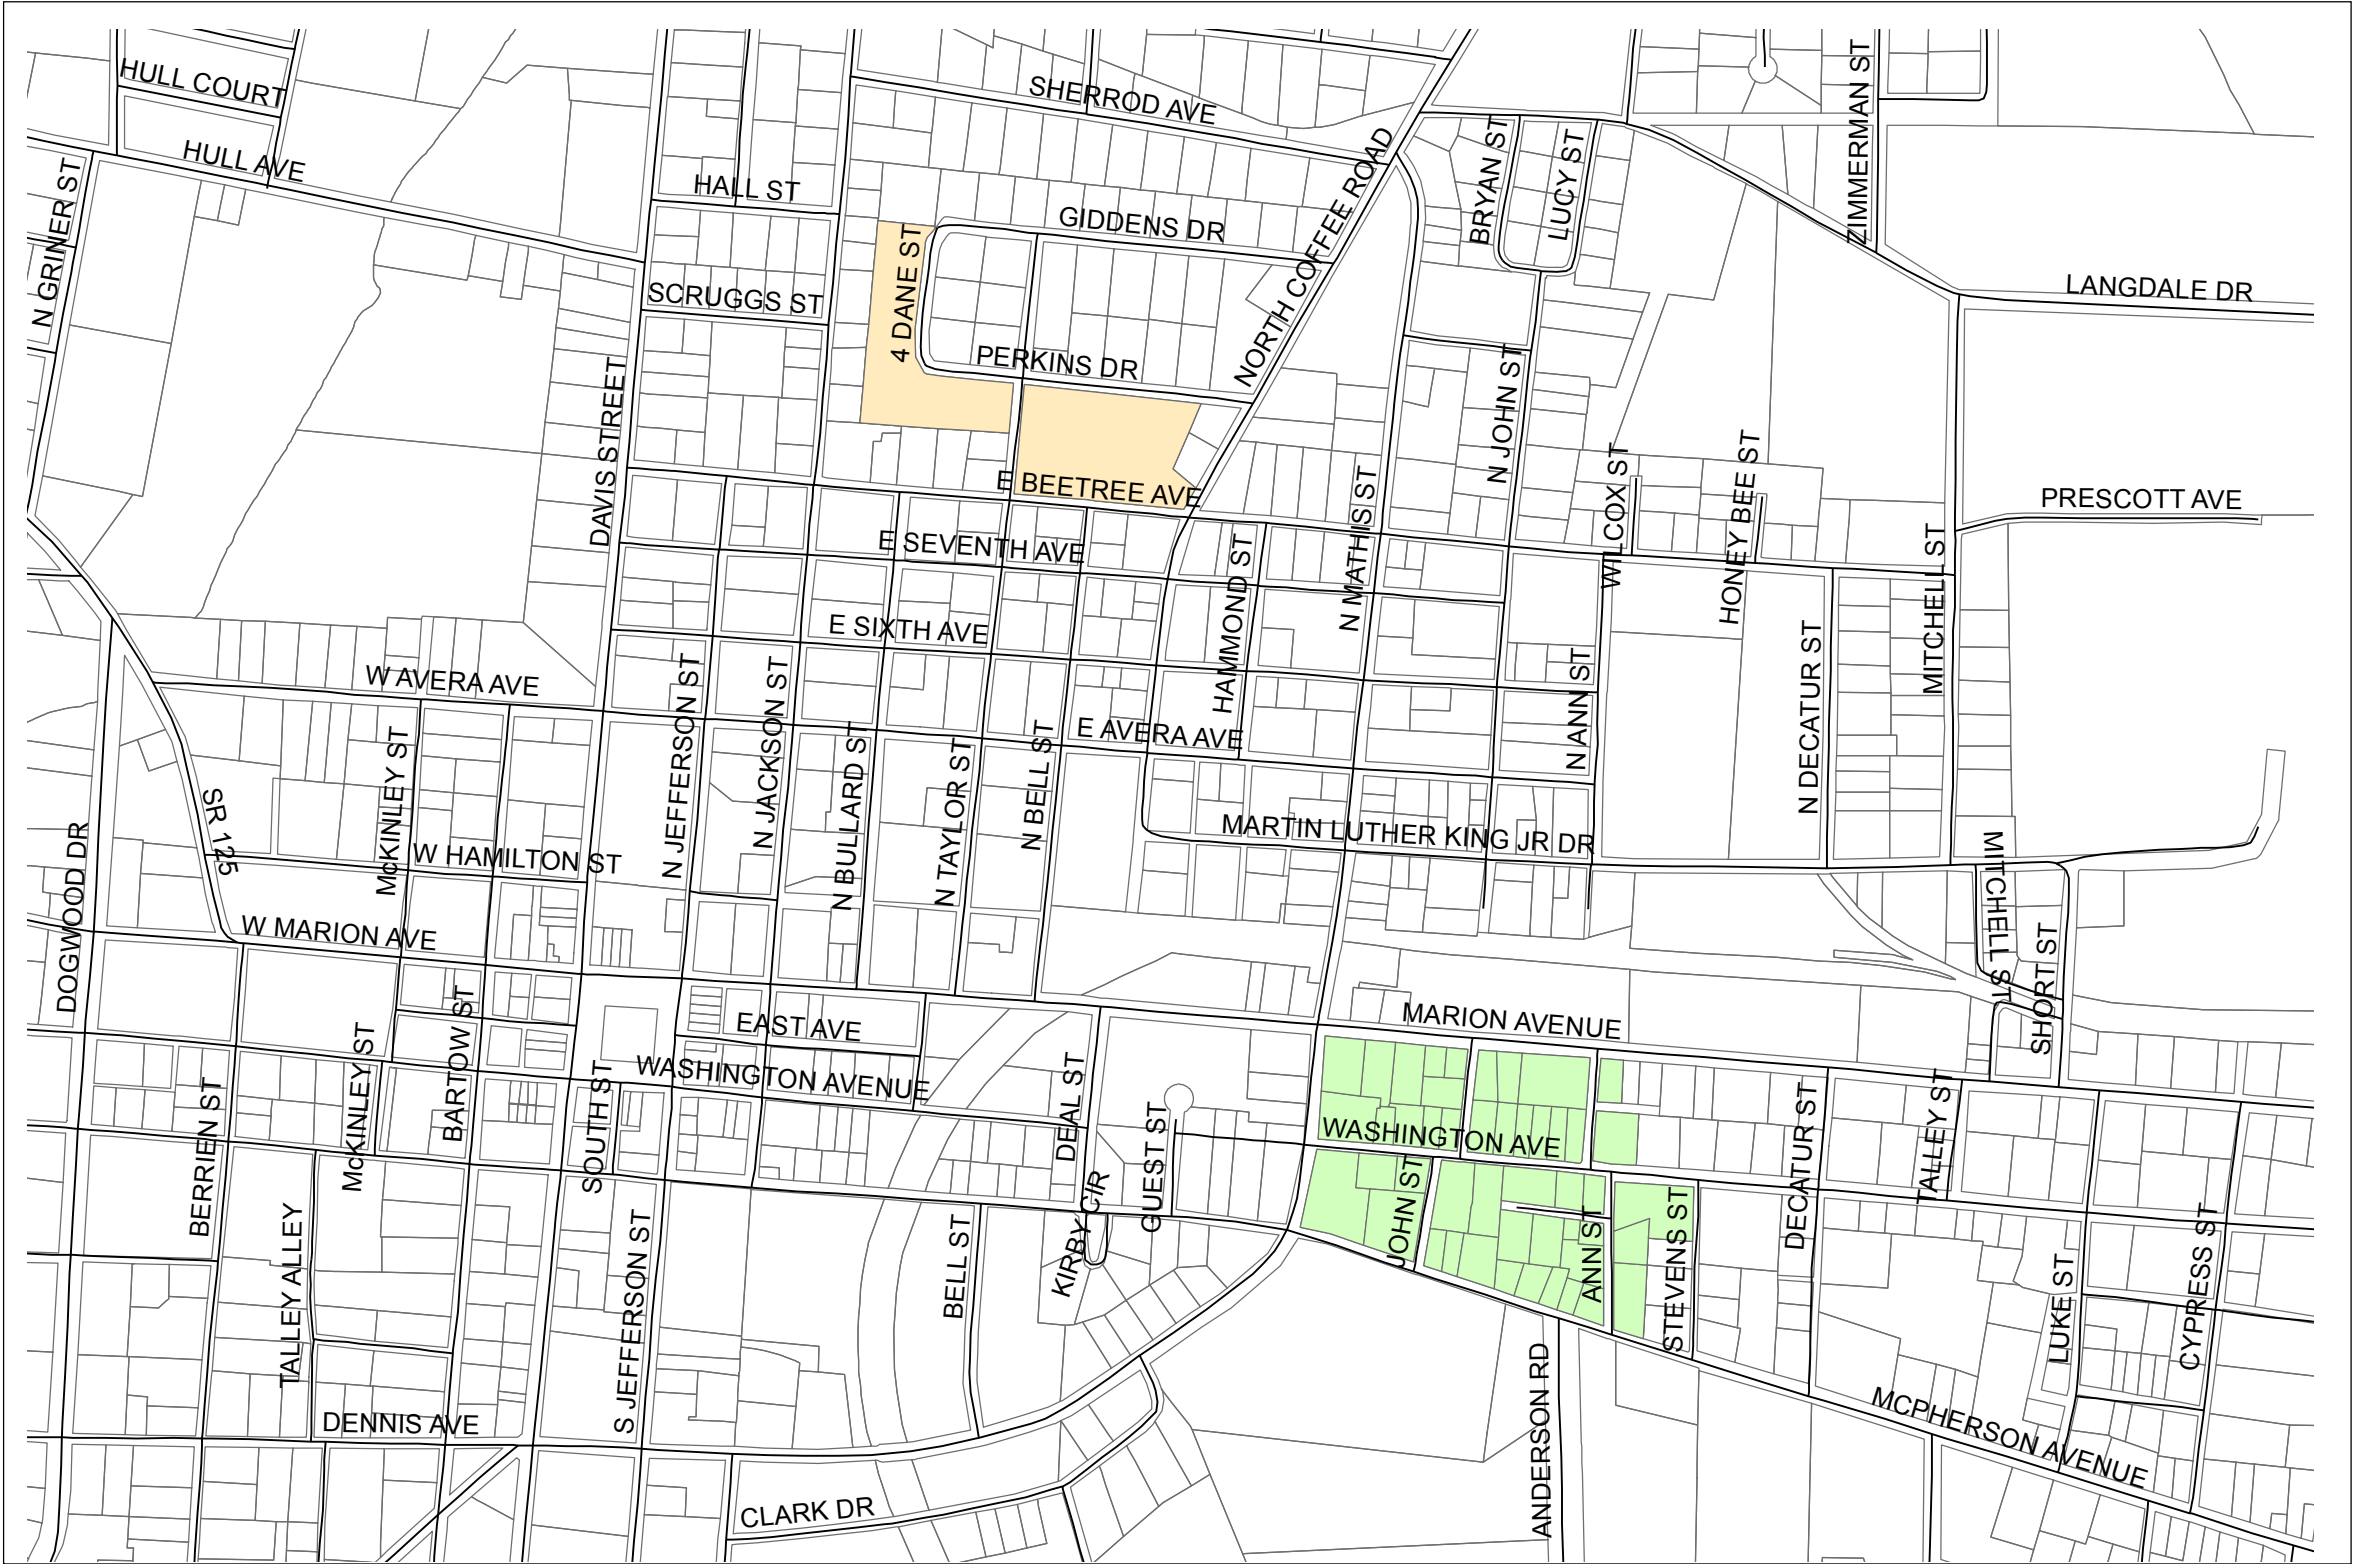 HULL COURT
HULL AVE
N GRINER ST
HALL ST
SCRUGGS ST
DAVIS STREET
SHERROD AVE
GIDDENS DR
4 DANE ST
PERKINS DR
NORTH COFFEE ROAD
BRYAN ST
LUCY ST
ZIMMERMAN ST
LANGDALE DR
N JOHN ST
WILCOX ST
HONEY BEE ST
PRESCOTT AVE
E BEETREE AVE
E SEVENTH AVE
HAMMOND ST
N MATHIS ST
MITCHELL ST
E SIXTH AVE
W AVERA AVE
N JEFFERSON ST
N JACKSON ST
N BULLARD ST
N TAYLOR ST
N BELL ST
E AVERA AVE
N ANN ST
N DECATUR ST
McKINLEY ST
SR 125
W HAMILTON ST
MARTIN LUTHER KING JR DR
DOGWOOD DR
W MARION AVE
MITCHELL ST
SHORT ST
BARTOW ST
EAST AVE
MARION AVENUE
McKINLEY ST
SOUTH ST
WASHINGTON AVENUE
DEAL ST
GUEST ST
WASHINGTON AVE
BERRIEN ST
DECATUR ST
TALLEY ST
TALLEY ALLEY
S JEFFERSON ST
BELL ST
KIRBY CIR
JOHN ST
ANN ST
STEVENS ST
LUKE ST
CYPRESS ST
DENNIS AVE
CLARK DR
ANDERSON RD
MCPHERSON AVENUE